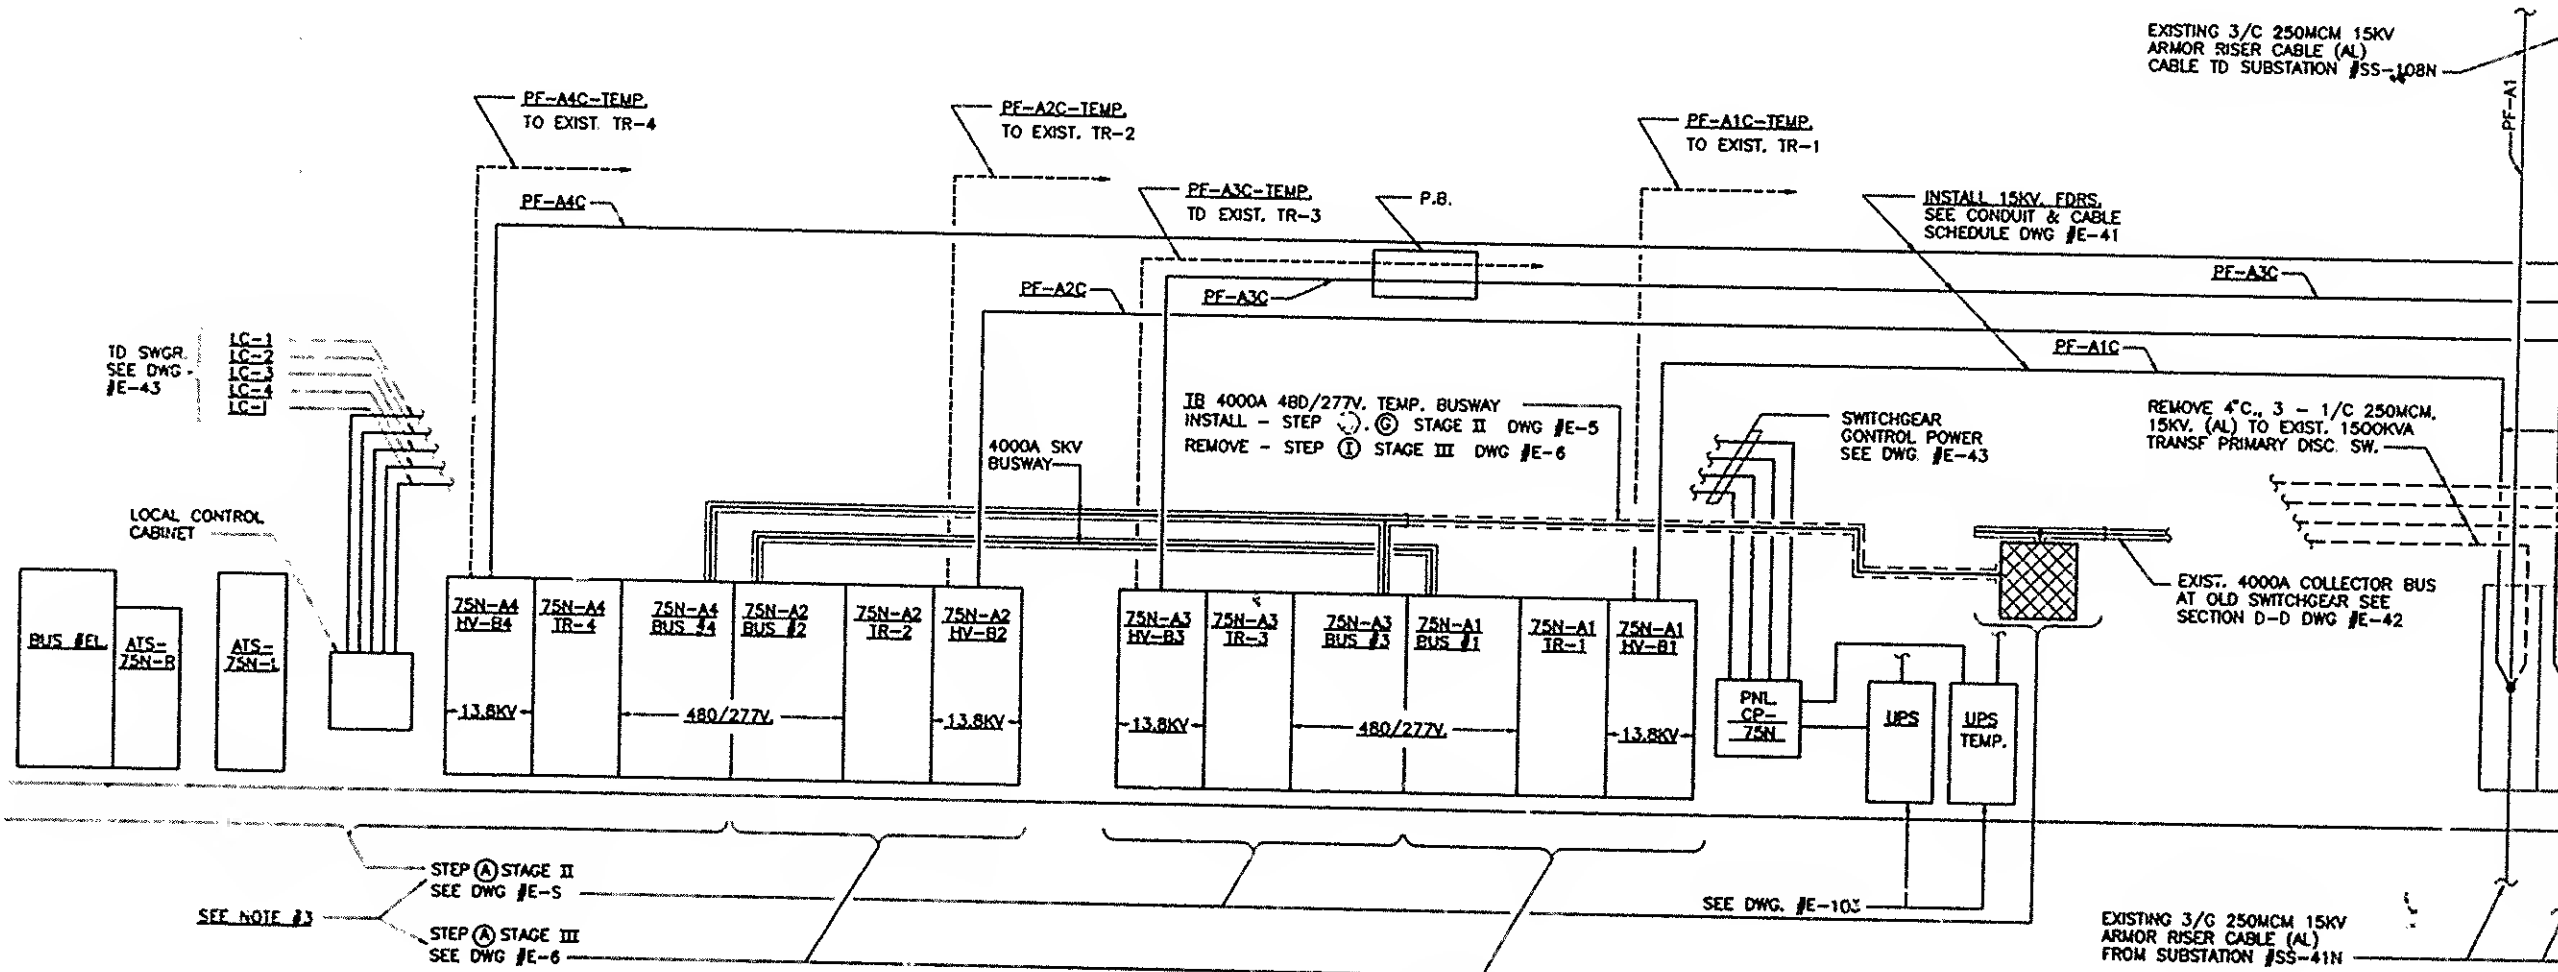 EXISTING 3/C 250MCM 15KV
ARMOR RISER CABLE (AL)
CABLE TD SUBSTATION #SS-108N
PF-A1
PF-A4C-TEMP.
TO EXIST. TR-4
PF-A2C-TEMP.
TO EXIST. TR-2
PF-A1C-TEMP.
TO EXIST. TR-1
PF-A3C-TEMP.
TD EXIST. TR-3
P.B.
INSTALL 15KV. FDRS.
SEE CONDUIT & CABLE
SCHEDULE DWG #E-41
PF-A4C
PF-A2C
PF-A3C
PF-A3C
PF-A1C
TD SWGR.
SEE DWG
#E-43
LC-1
LC-2
LC-3
LC-4
LC-
TB 4000A 48D/277V. TEMP. BUSWAY
INSTALL - STEP . G STAGE II DWG #E-5
REMOVE - STEP I STAGE III DWG #E-6
4000A SKV
BUSWAY
SWITCHGEAR
GONTROL POWER
SEE DWG. #E-43
REMOVE 4"C., 3 - 1/C 250MCM.
15KV. (AL) TO EXIST. 1500KVA
TRANSF PRIMARY DISC. SW.
LOCAL CONTROL
CABINET
EXIST. 4000A COLLECTOR BUS
AT OLD SWITCHGEAR SEE
SECTION D-D DWG #E-42
BUS #EL
ATS-
75N-R
ATS-
75N-L
75N-A4
HV-B4
75N-A4
TR-4
75N-A4
BUS #4
75N-A2
BUS #2
75N-A2
TR-2
75N-A2
HV-B2
75N-A3
HV-B3
75N-A3
TR-3
75N-A3
BUS #3
75N-A1
BUS #1
75N-A1
TR-1
75N-A1
HV-B1
13.8KV
480/277V.
13.8KV
13.8KV
480/277V.
13.8KV
PNL.
CP-
75N
UPS
UPS
TEMP.
STEP A STAGE II
SEE DWG #E-S
SEE NOTE #3
STEP A STAGE III
SEE DWG #E-6
SEE DWG. #E-103
EXISTING 3/G 250MCM 15KV
ARMOR RISER CABLE (AL)
FROM SUBSTATION #SS-41N